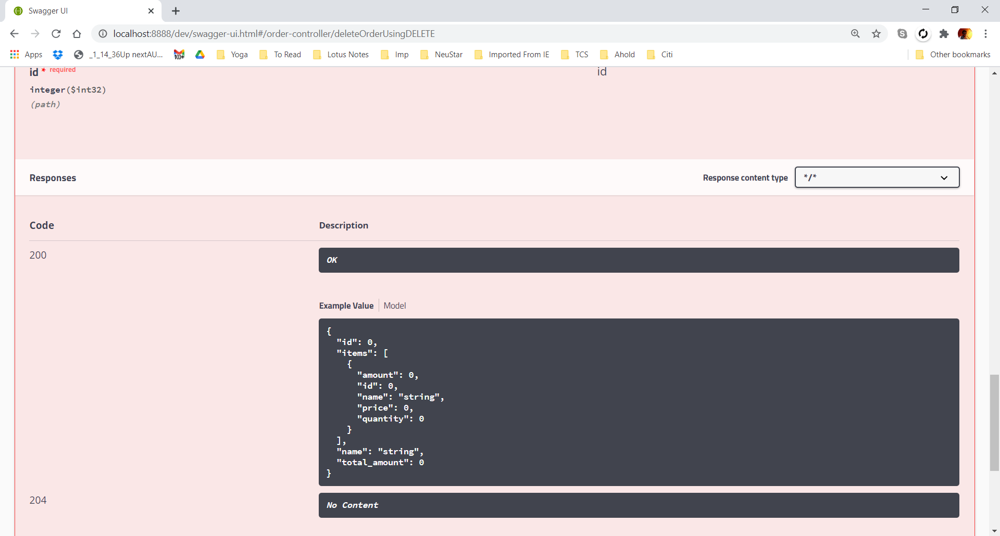 Swagger UI
localhost:8888/dev/swagger-ui.html#/order-controller/deleteOrderUsingDELETE
Apps _1_14_36Up nextAU... 100+ Yoga To Read Lotus Notes Imp NeuStar Imported From IE TCS Ahold Citi Other bookmarks
id * required id
integer($int32)
(path)
Responses Response content type */*
Code Description
200 OK
Example Value Model
{
"id": 0,
"items": [
{
"amount": 0,
"id": 0,
"name": "string",
"price": 0,
"quantity": 0
}
],
"name": "string",
"total_amount": 0
}
204 No Content